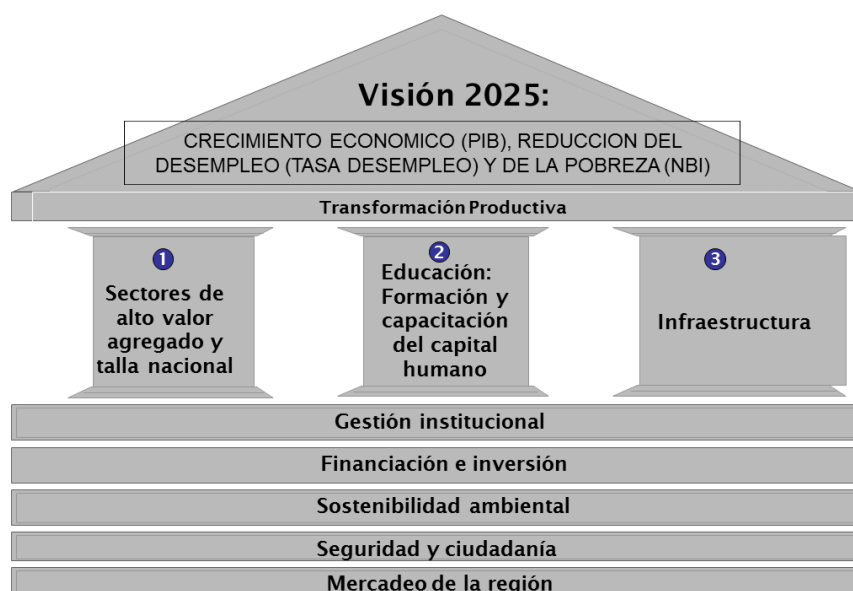 Visión 2025:
CRECIMIENTO ECONOMICO (PIB), REDUCCION DEL
DESEMPLEO (TASA DESEMPLEO) Y DE LA POBREZA (NBI)
Transformación Productiva
1
Sectores de
alto valor
agregado y
talla nacional
2
Educación:
Formación y
capacitación
del capital
humano
3
Infraestructura
Gestión institucional
Financiación e inversión
Sostenibilidad ambiental
Seguridad y ciudadanía
Mercadeo de la región